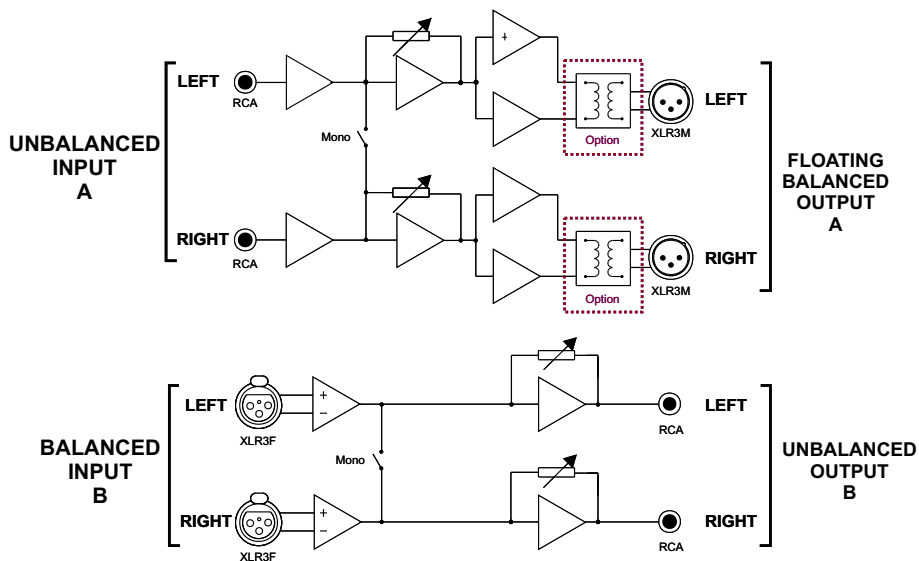 LEFT
RCA
+
Option
XLR3M
LEFT
UNBALANCED
INPUT
A
Mono
FLOATING
BALANCED
OUTPUT
A
RIGHT
RCA
Option
XLR3M
RIGHT
BALANCED
INPUT
B
LEFT
XLR3F
+
−
Mono
RCA
LEFT
RIGHT
XLR3F
+
−
RCA
RIGHT
UNBALANCED
OUTPUT
B